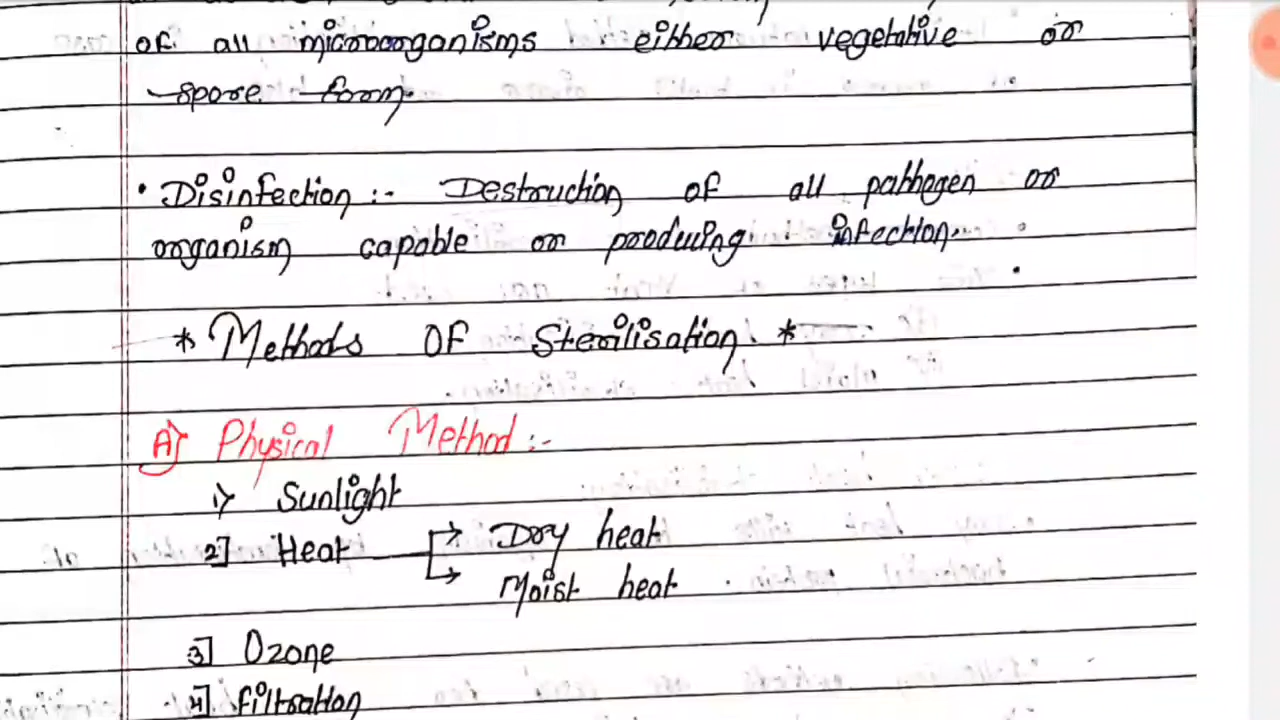 of all microorganisms either vegetative or
spore form.
• Disinfection :- Destruction of all pathogen or
organism capable or producing infection.
* Methods Of Sterilisation. *
A) Physical Method :-
1) Sunlight
2] Heat → Dry heat
→ Moist heat
3] Ozone
4] filtration